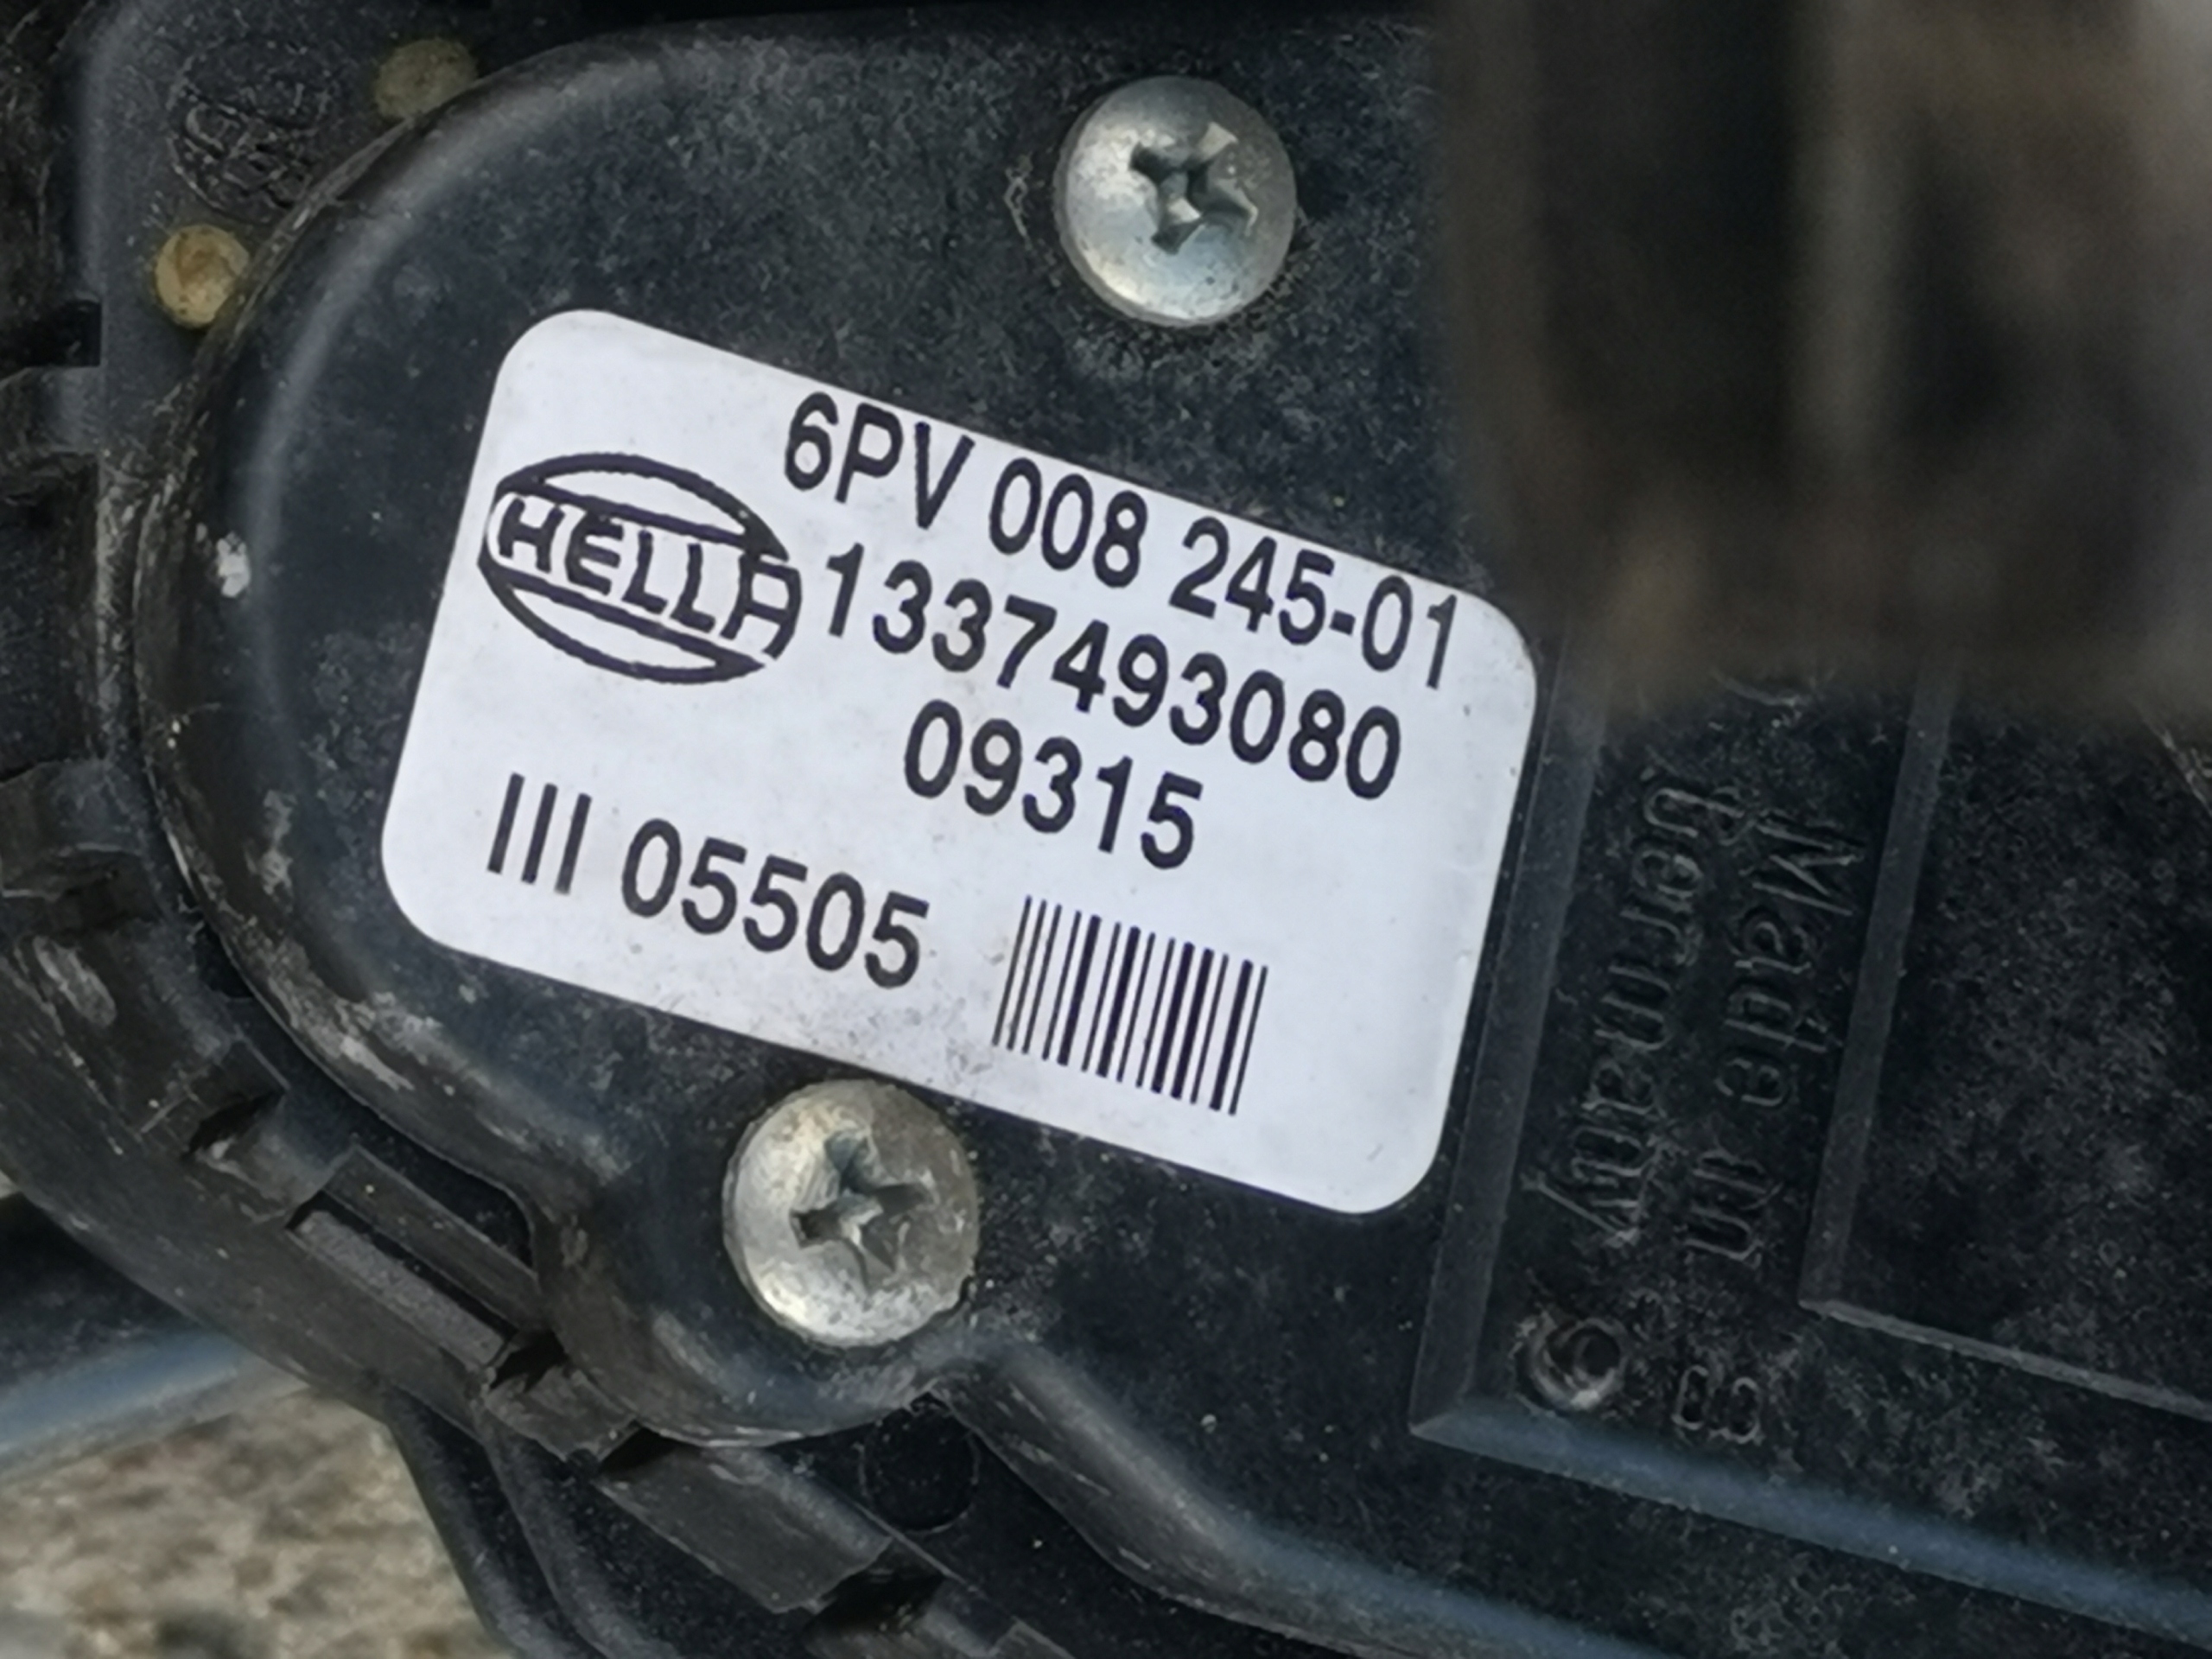 6PV 008 245-01
HELLA
1337493080
09315
III 05505
Made in
Germany